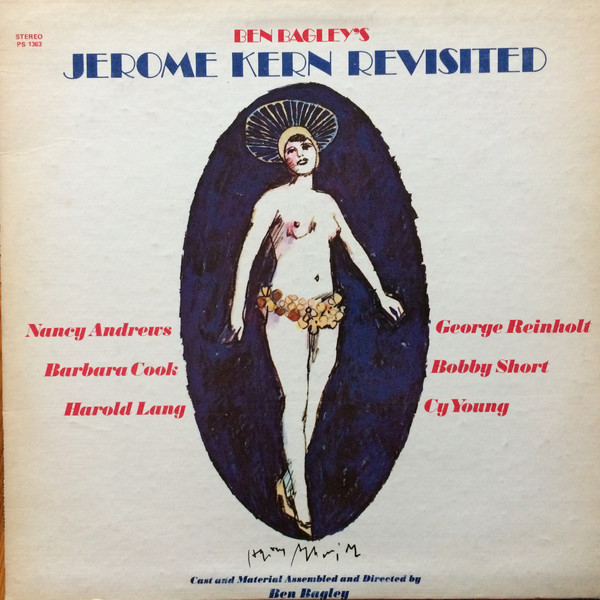 STEREO
PS 1363
BEN BAGLEY'S
JEROME KERN REVISITED
Nancy Andrews
Barbara Cook
Harold Lang
George Reinholt
Bobby Short
Cy Young
Cast and Material Assembled and Directed by
Ben Bagley